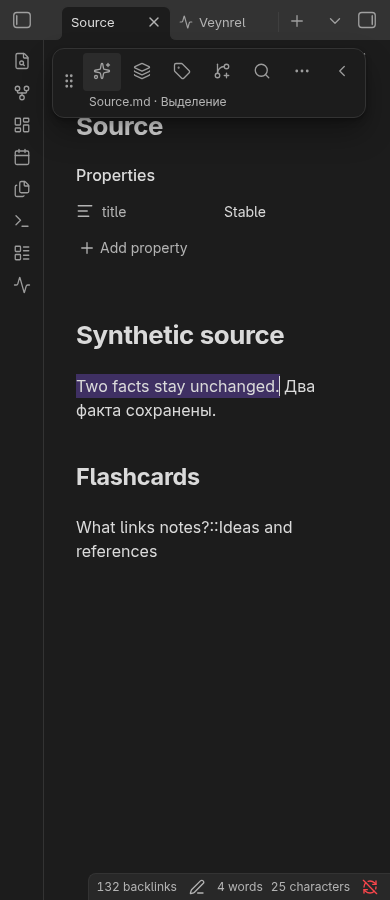 Source
Veynrel
Source.md · Выделение
Source
Properties
title
Stable
Add property
Synthetic source
Two facts stay unchanged. Два
факта сохранены.
Flashcards
What links notes?::Ideas and
references
132 backlinks
4 words
25 characters